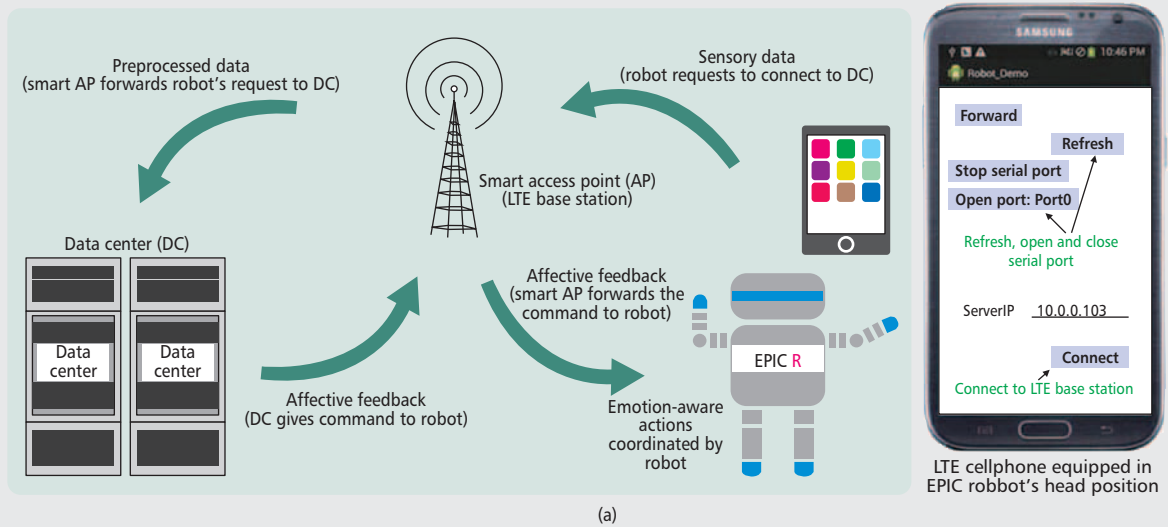 Preprocessed data
(smart AP forwards robot's request to DC)
Sensory data
(robot requests to connect to DC)
Smart access point (AP)
(LTE base station)
Data center (DC)
Data
center
Data
center
Affective feedback
(DC gives command to robot)
Affective feedback
(smart AP forwards the
command to robot)
EPIC R
Emotion-aware
actions
coordinated by
robot
SAMSUNG
10:46 PM
Robot_Demo
Forward
Refresh
Stop serial port
Open port: Port0
Refresh, open and close
serial port
ServerIP 10.0.0.103
Connect
Connect to LTE base station
LTE cellphone equipped in
EPIC robbot's head position
(a)